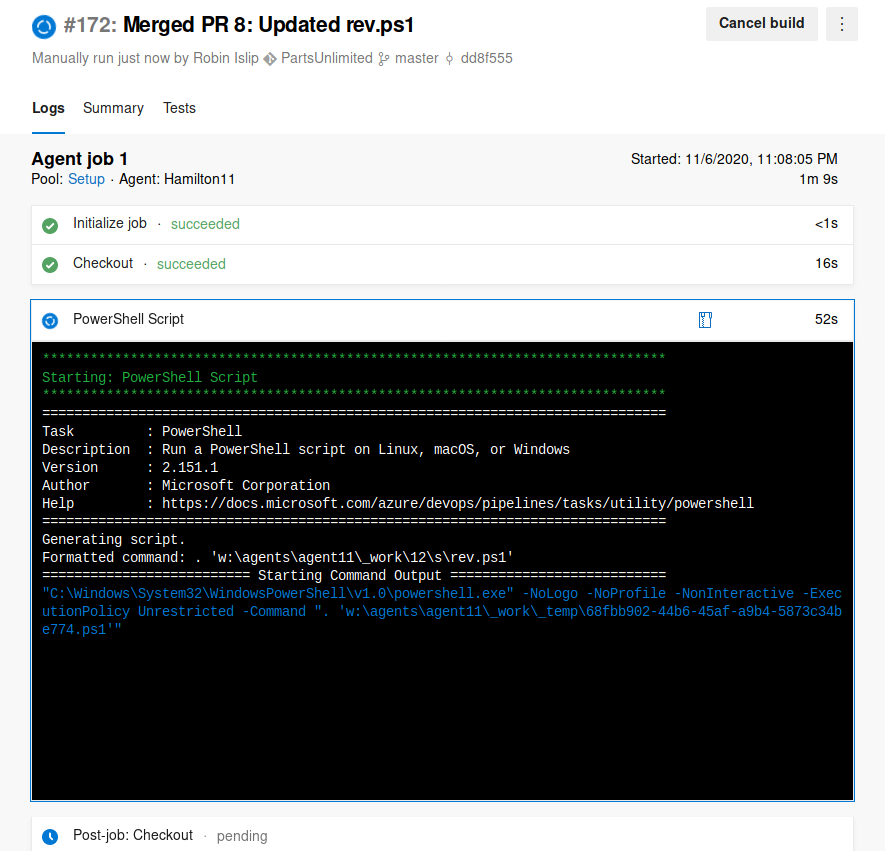 #172: Merged PR 8: Updated rev.ps1
Cancel build
Manually run just now by Robin Islip PartsUnlimited master dd8f555
Logs Summary Tests
Agent job 1
Started: 11/6/2020, 11:08:05 PM
Pool: Setup · Agent: Hamilton11
1m 9s
Initialize job · succeeded
<1s
Checkout · succeeded
16s
PowerShell Script
52s
******************************************************************************
Starting: PowerShell Script
******************************************************************************
==============================================================================
Task         : PowerShell
Description  : Run a PowerShell script on Linux, macOS, or Windows
Version      : 2.151.1
Author       : Microsoft Corporation
Help         : https://docs.microsoft.com/azure/devops/pipelines/tasks/utility/powershell
==============================================================================
Generating script.
Formatted command: . 'w:\agents\agent11\_work\12\s\rev.ps1'
========================== Starting Command Output ===========================
"C:\Windows\System32\WindowsPowerShell\v1.0\powershell.exe" -NoLogo -NoProfile -NonInteractive -Exec
utionPolicy Unrestricted -Command ". 'w:\agents\agent11\_work\_temp\68fbb902-44b6-45af-a9b4-5873c34b
e774.ps1'"
Post-job: Checkout · pending